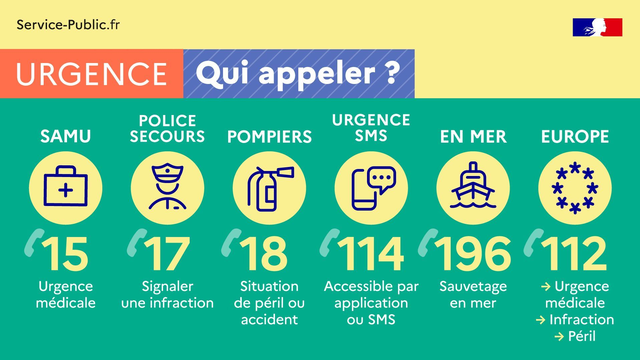 Service-Public.fr
URGENCE Qui appeler ?
SAMU
15
Urgence
médicale
POLICE
SECOURS
17
Signaler
une infraction
POMPIERS
18
Situation
de péril ou
accident
URGENCE
SMS
114
Accessible par
application
ou SMS
EN MER
196
Sauvetage
en mer
EUROPE
112
→ Urgence
médicale
→ Infraction
→ Péril